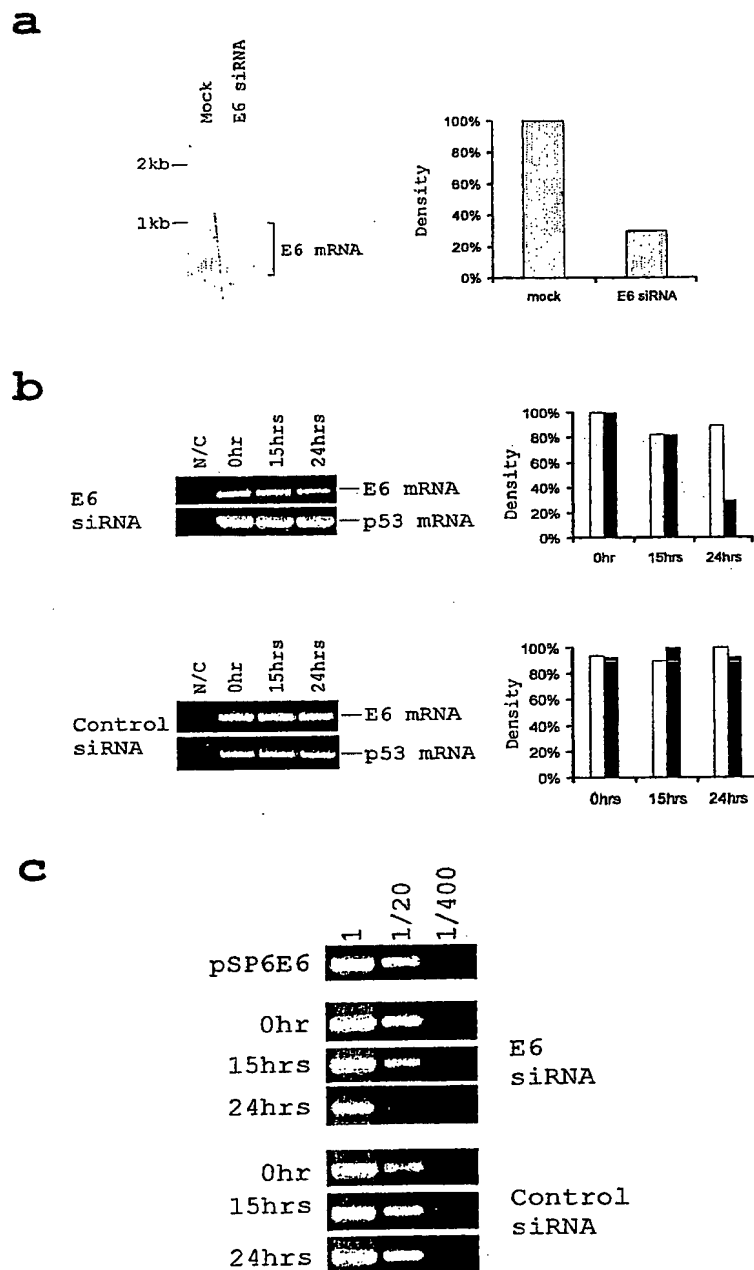 a
Mock
E6 siRNA
2kb
1kb
E6 mRNA
Density
100%
80%
60%
40%
20%
0%
mock
E6 siRNA
b
N/C
0hr
15hrs
24hrs
E6
siRNA
E6 mRNA
p53 mRNA
Density
100%
80%
60%
40%
20%
0%
0hr
15hrs
24hrs
N/C
0hr
15hrs
24hrs
Control
siRNA
E6 mRNA
p53 mRNA
Density
100%
80%
60%
40%
20%
0%
0hrs
15hrs
24hrs
c
1
1/20
1/400
pSP6E6
0hr
15hrs
24hrs
E6
siRNA
0hr
15hrs
24hrs
Control
siRNA